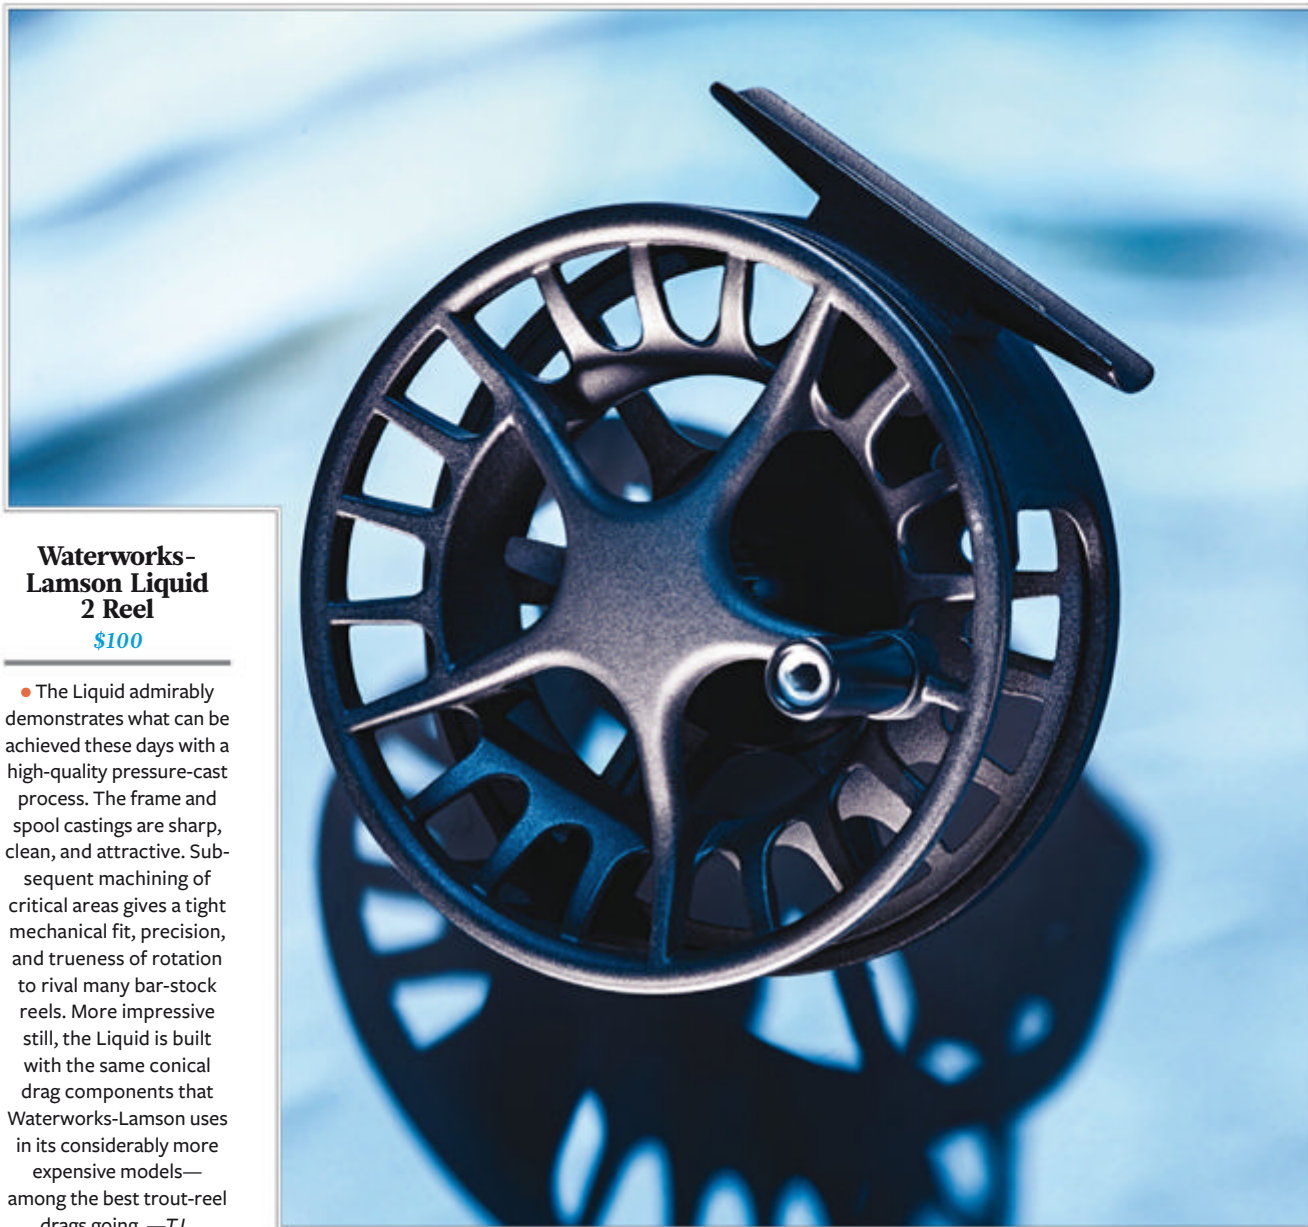 Waterworks-
Lamson Liquid
2 Reel
$100
● The Liquid admirably
demonstrates what can be
achieved these days with a
high-quality pressure-cast
process. The frame and
spool castings are sharp,
clean, and attractive. Sub-
sequent machining of
critical areas gives a tight
mechanical fit, precision,
and trueness of rotation
to rival many bar-stock
reels. More impressive
still, the Liquid is built
with the same conical
drag components that
Waterworks-Lamson uses
in its considerably more
expensive models—
among the best trout-reel
drags going. —T.L.